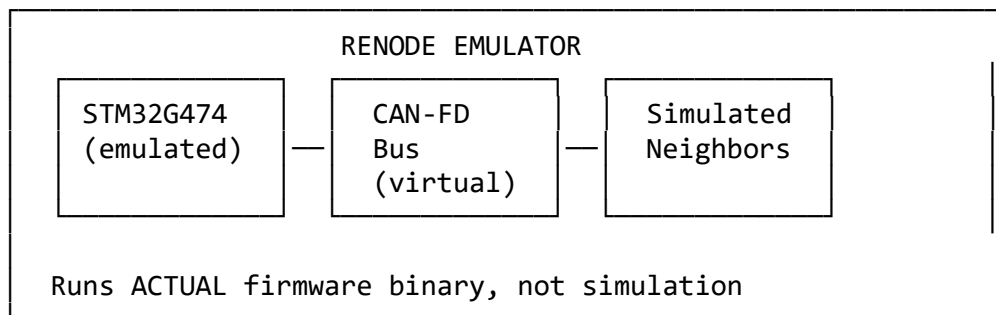 RENODE EMULATOR
STM32G474 CAN-FD Simulated
(emulated) Bus Neighbors
(virtual)
Runs ACTUAL firmware binary, not simulation